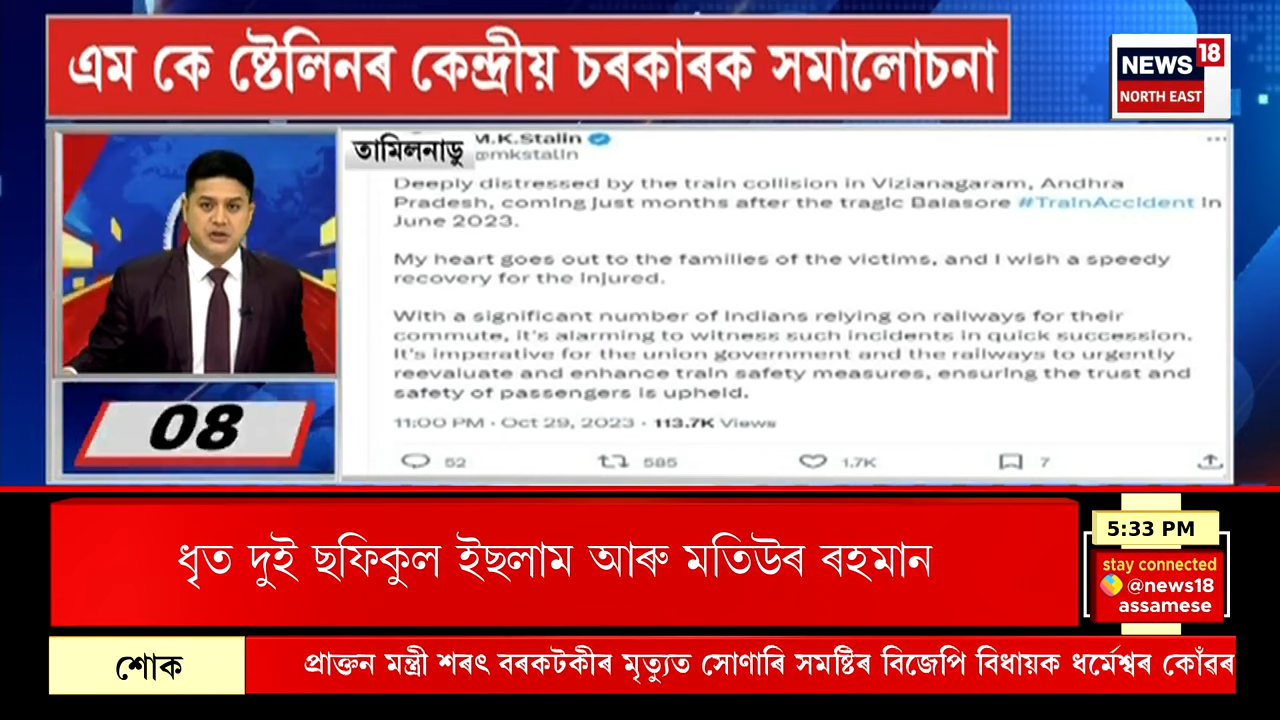 এম কে ষ্টেলিনৰ কেন্দ্ৰীয় চৰকাৰক সমালোচনা
NEWS 18
NORTH EAST
তামিলনাডু
M.K.Stalin
@mkstalin
Deeply distressed by the train collision in Vizianagaram, Andhra
Pradesh, coming just months after the tragic Balasore #TrainAccident in
June 2023.
My heart goes out to the families of the victims, and I wish a speedy
recovery for the injured.
With a significant number of Indians relying on railways for their
commute, it's alarming to witness such incidents in quick succession.
It's imperative for the union government and the railways to urgently
reevaluate and enhance train safety measures, ensuring the trust and
safety of passengers is upheld.
11:00 PM · Oct 29, 2023 · 113.7K Views
52 585 1.7K 7
08
ধৃত দুই ছফিকুল ইছলাম আৰু মতিউৰ ৰহমান
5:33 PM
stay connected
@news18
assamese
শোক
প্ৰাক্তন মন্ত্ৰী শৰৎ বৰকটকীৰ মৃত্যুত সোণাৰি সমষ্টিৰ বিজেপি বিধায়ক ধৰ্মেশ্বৰ কোঁৱৰ